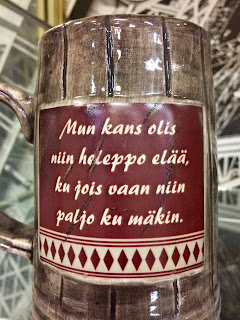 Mun kans olis
niin heleppo elää,
ku jois vaan niin
paljo ku mäkin.